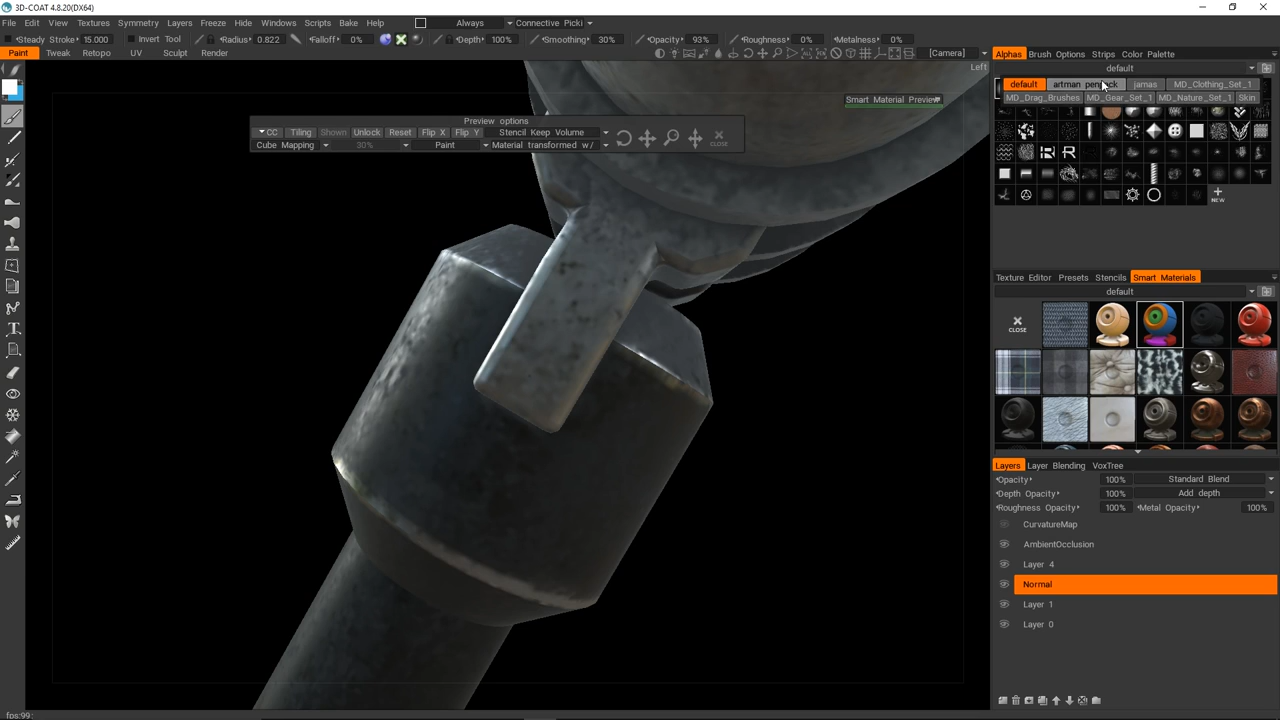 3D-COAT 4.8.20(DX64)
File Edit View Textures Symmetry Layers Freeze Hide Windows Scripts Bake Help Always Connective Picki
Steady Stroke 15.000 Invert Tool Radius 0.822 Falloff 0% Depth 100% Smoothing 30% Opacity 93% Roughness 0% Metalness 0%
Paint Tweak Retopo UV Sculpt Render [Camera]
Left
Smart Material Preview
Preview options
CC Tiling Shown Unlock Reset Flip X Flip Y Stencil Keep Volume
Cube Mapping 30% Paint Material transformed w/ CLOSE
Alphas Brush Options Strips Color Palette
default
default artman penpack jamas MD_Clothing_Set_1
MD_Drag_Brushes MD_Gear_Set_1 MD_Nature_Set_1 Skin
NEW
Texture Editor Presets Stencils Smart Materials
default
CLOSE
Layers Layer Blending VoxTree
Opacity 100% Standard Blend
Depth Opacity 100% Add depth
Roughness Opacity 100% Metal Opacity 100%
CurvatureMap
AmbientOcclusion
Layer 4
Normal
Layer 1
Layer 0
fps:99